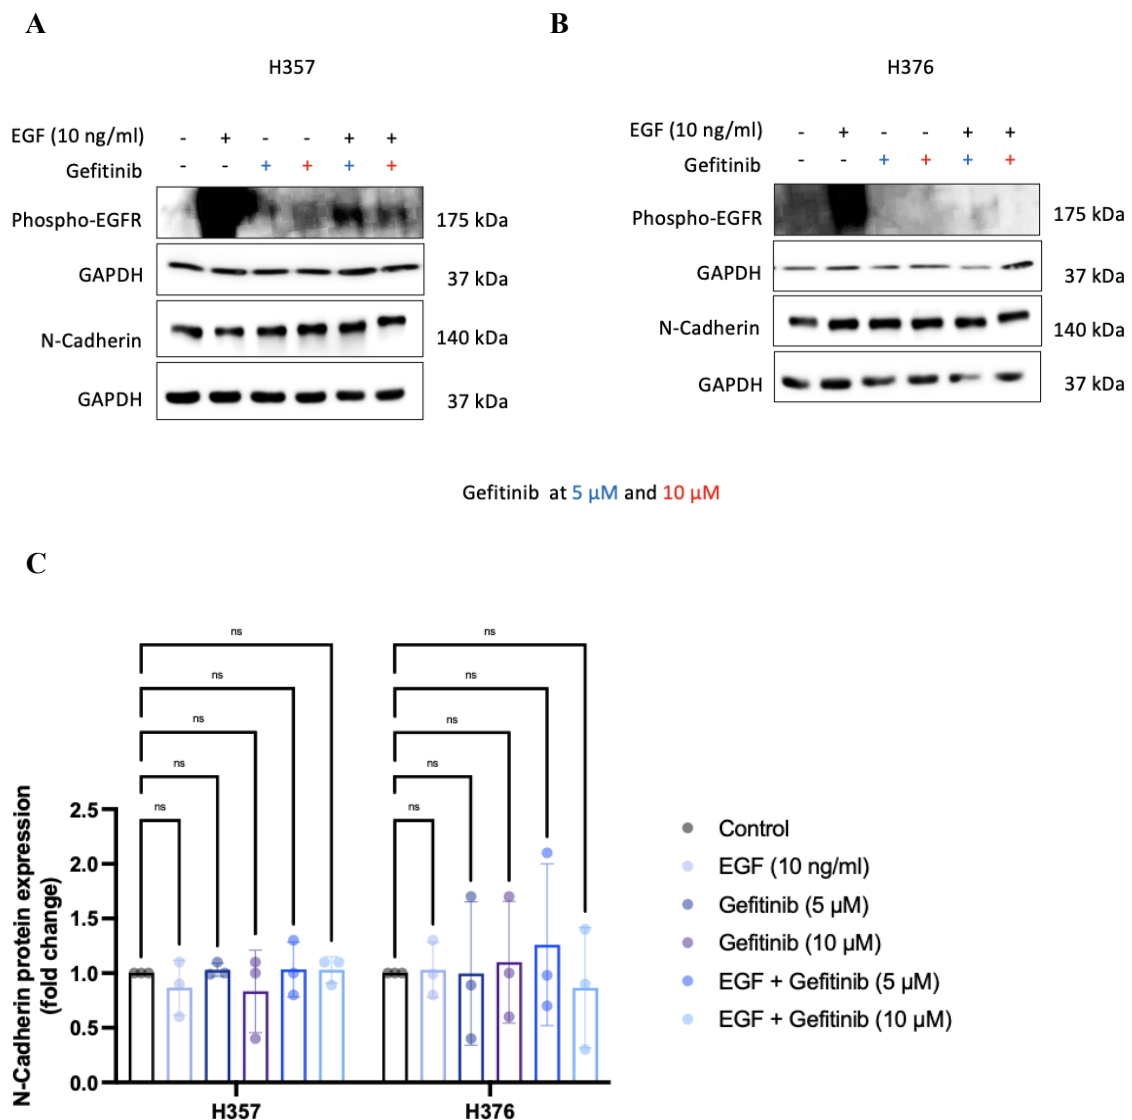 A
B
H357
H376
EGF (10 ng/ml) - + - - + +
Gefitinib - - + + + +
Phospho-EGFR 175 kDa
GAPDH 37 kDa
N-Cadherin 140 kDa
GAPDH 37 kDa
EGF (10 ng/ml) - + - - + +
Gefitinib - - + + + +
Phospho-EGFR 175 kDa
GAPDH 37 kDa
N-Cadherin 140 kDa
GAPDH 37 kDa
Gefitinib at 5 µM and 10 µM
C
ns
ns
ns
ns
ns
ns
ns
ns
ns
ns
N-Cadherin protein expression
(fold change)
2.5
2.0
1.5
1.0
0.5
0.0
H357
H376
Control
EGF (10 ng/ml)
Gefitinib (5 µM)
Gefitinib (10 µM)
EGF + Gefitinib (5 µM)
EGF + Gefitinib (10 µM)